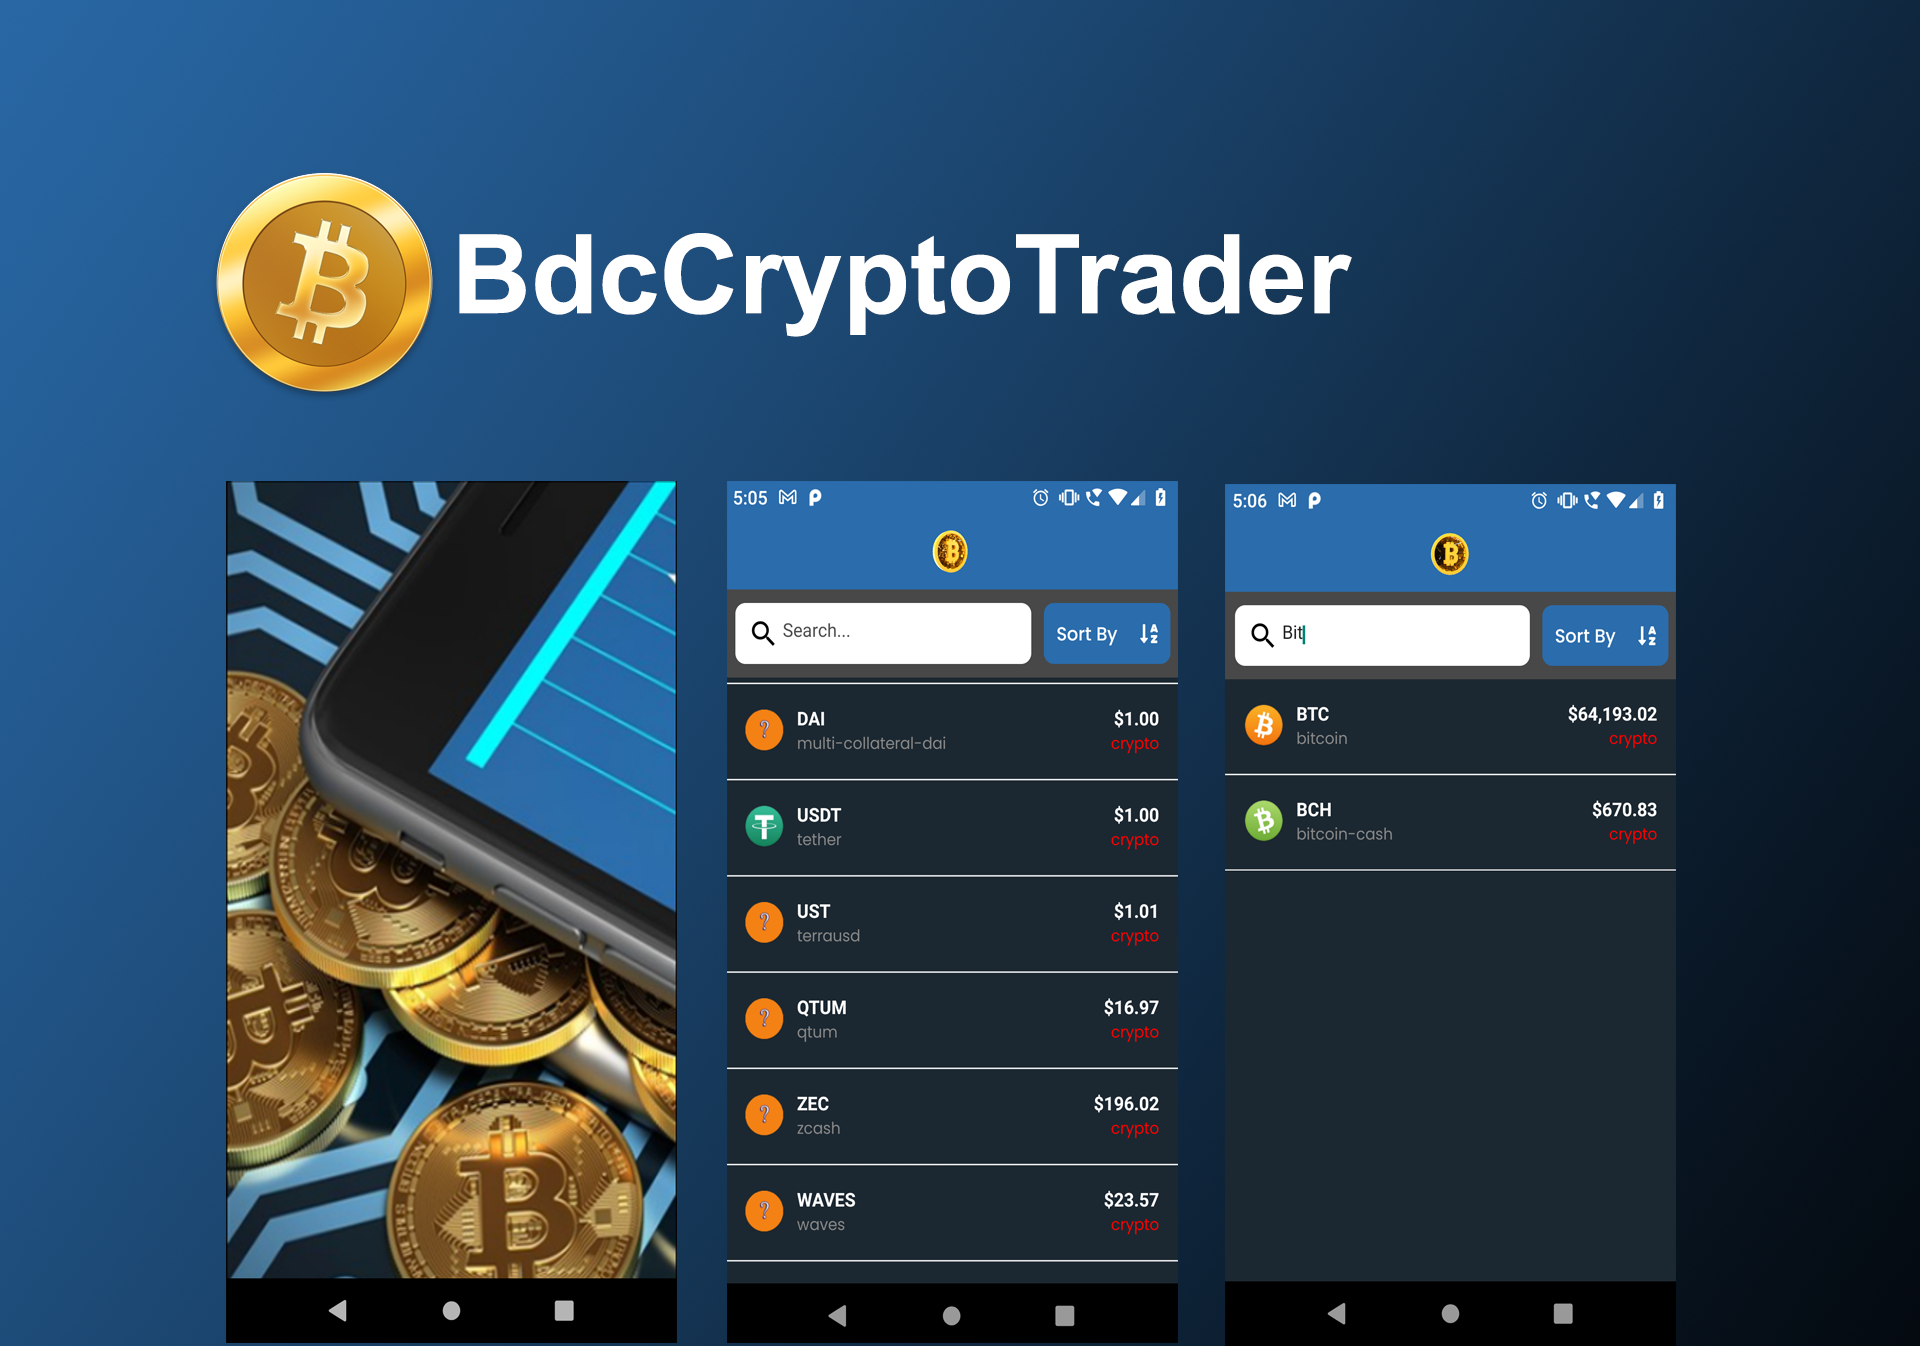 BdcCryptoTrader
5:05
Search...
Sort By
DAI $1.00
multi-collateral-dai crypto
USDT $1.00
tether crypto
UST $1.01
terrausd crypto
QTUM $16.97
qtum crypto
ZEC $196.02
zcash crypto
WAVES $23.57
waves crypto
5:06
Bit
Sort By
BTC $64,193.02
bitcoin crypto
BCH $670.83
bitcoin-cash crypto